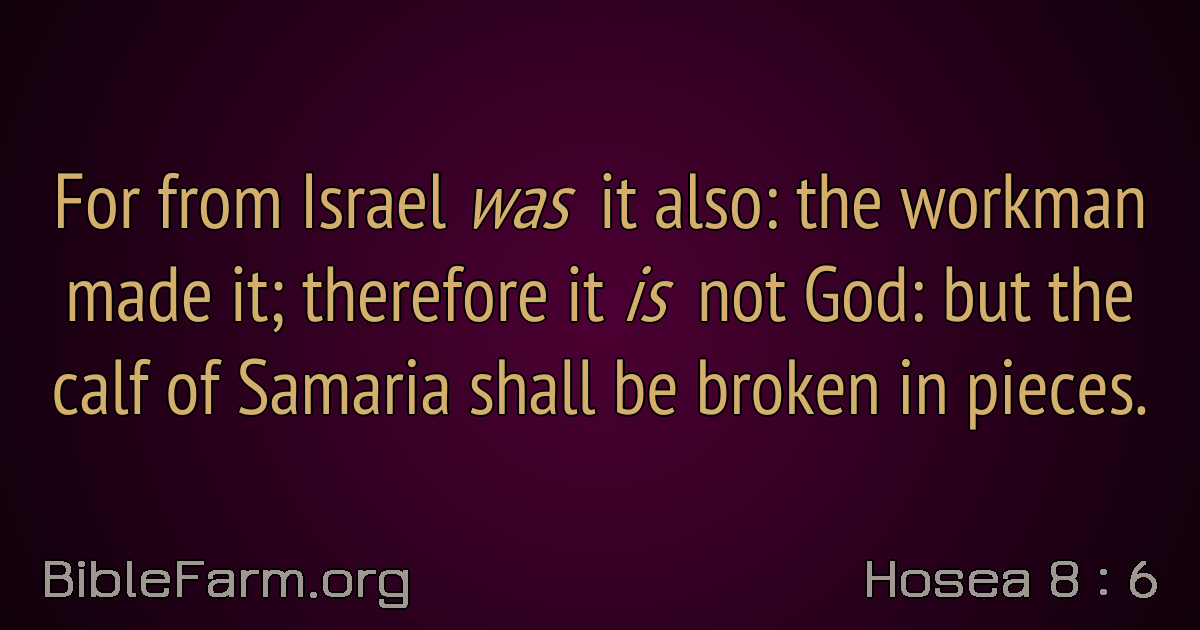 For from Israel was it also: the workman
made it; therefore it is not God: but the
calf of Samaria shall be broken in pieces.
BibleFarm.org
Hosea 8 : 6